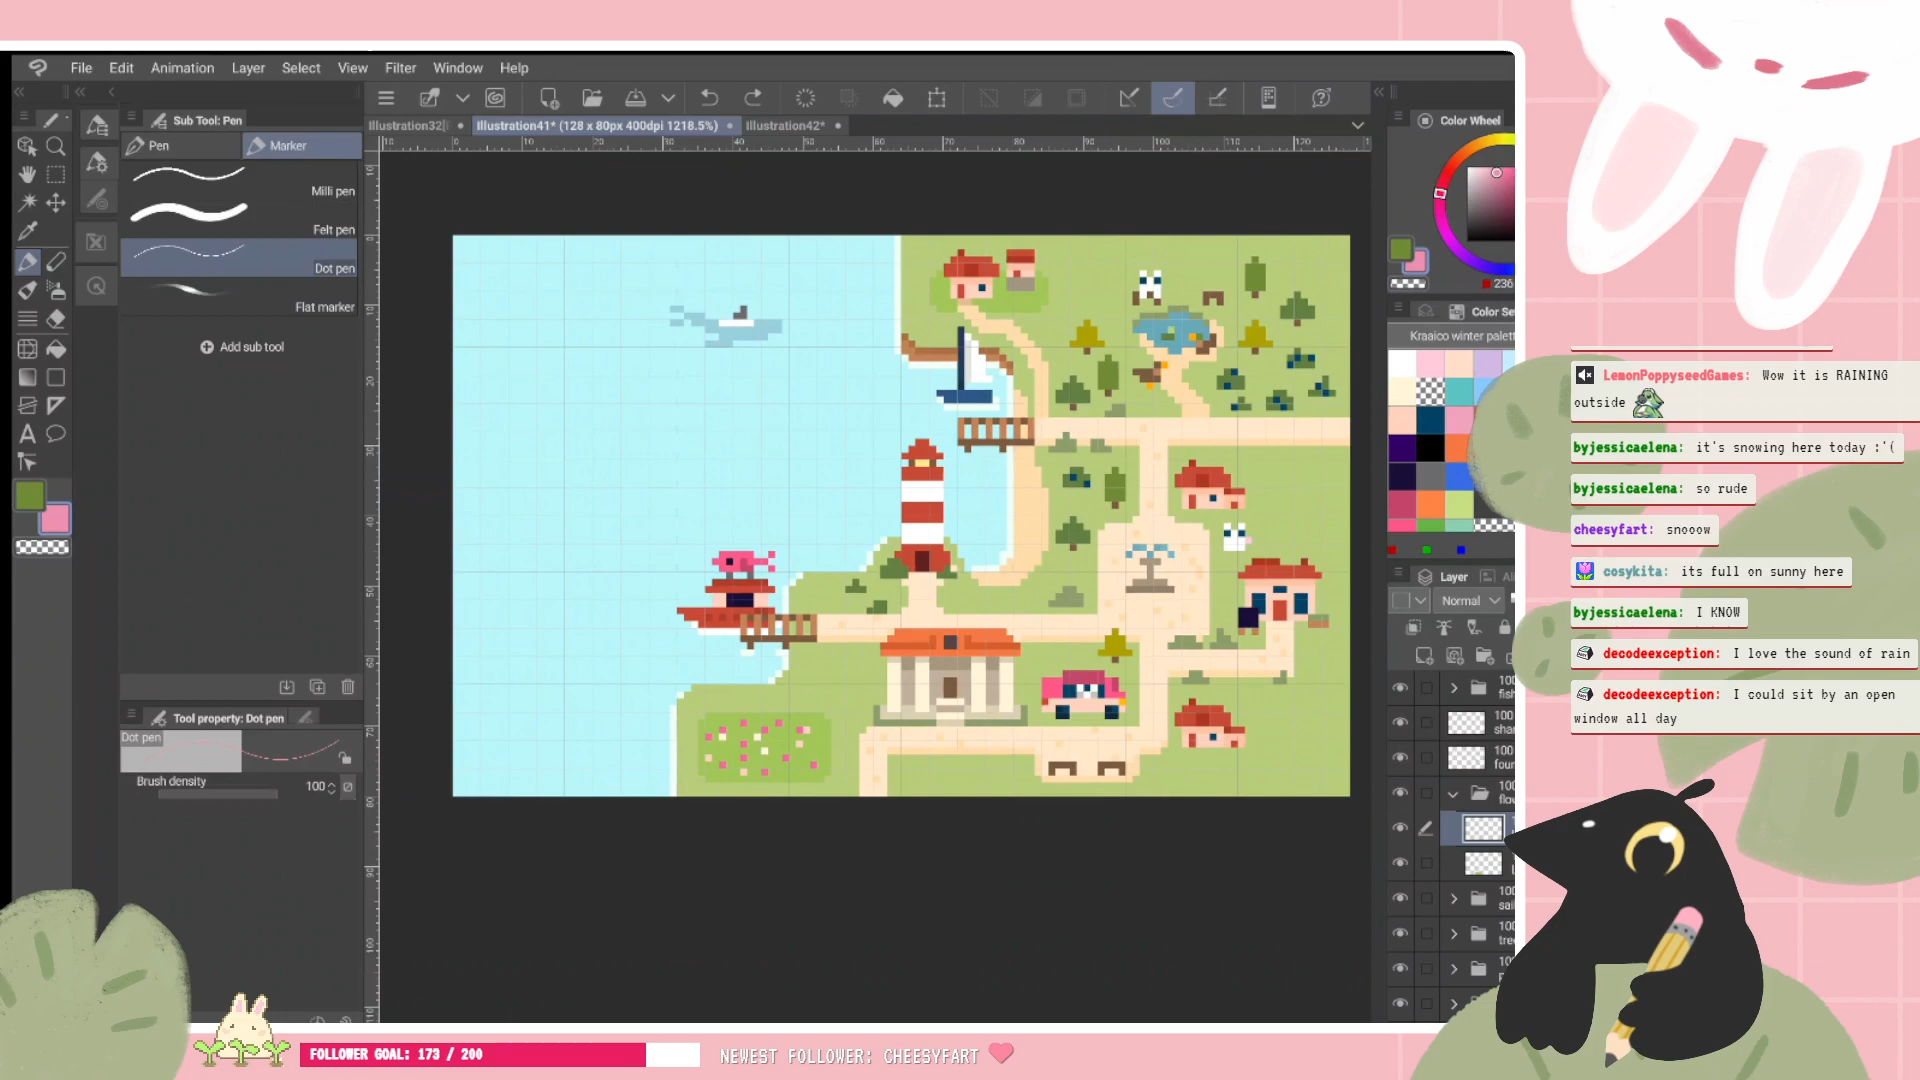 File Edit Animation Layer Select View Filter Window Help
Sub Tool: Pen
Illustration41* (128 x 80px 400dpi 1218.5%)
Illustration42*
Pen
Marker
Milli pen
Felt pen
Dot pen
Flat marker
Add sub tool
Tool property: Dot pen
Dot pen
Brush density
100
Color Wheel
236
Color Se
Kraaico winter palett
Layer
Normal
LemonPoppyseedGames: Wow it is RAINING
outside
byjessicaelena: it's snowing here today :'(
byjessicaelena: so rude
cheesyfart: snooow
cosykita: its full on sunny here
byjessicaelena: I KNOW
decodeexception: I love the sound of rain
decodeexception: I could sit by an open
window all day
FOLLOWER GOAL: 173 / 200
NEWEST FOLLOWER: CHEESYFART